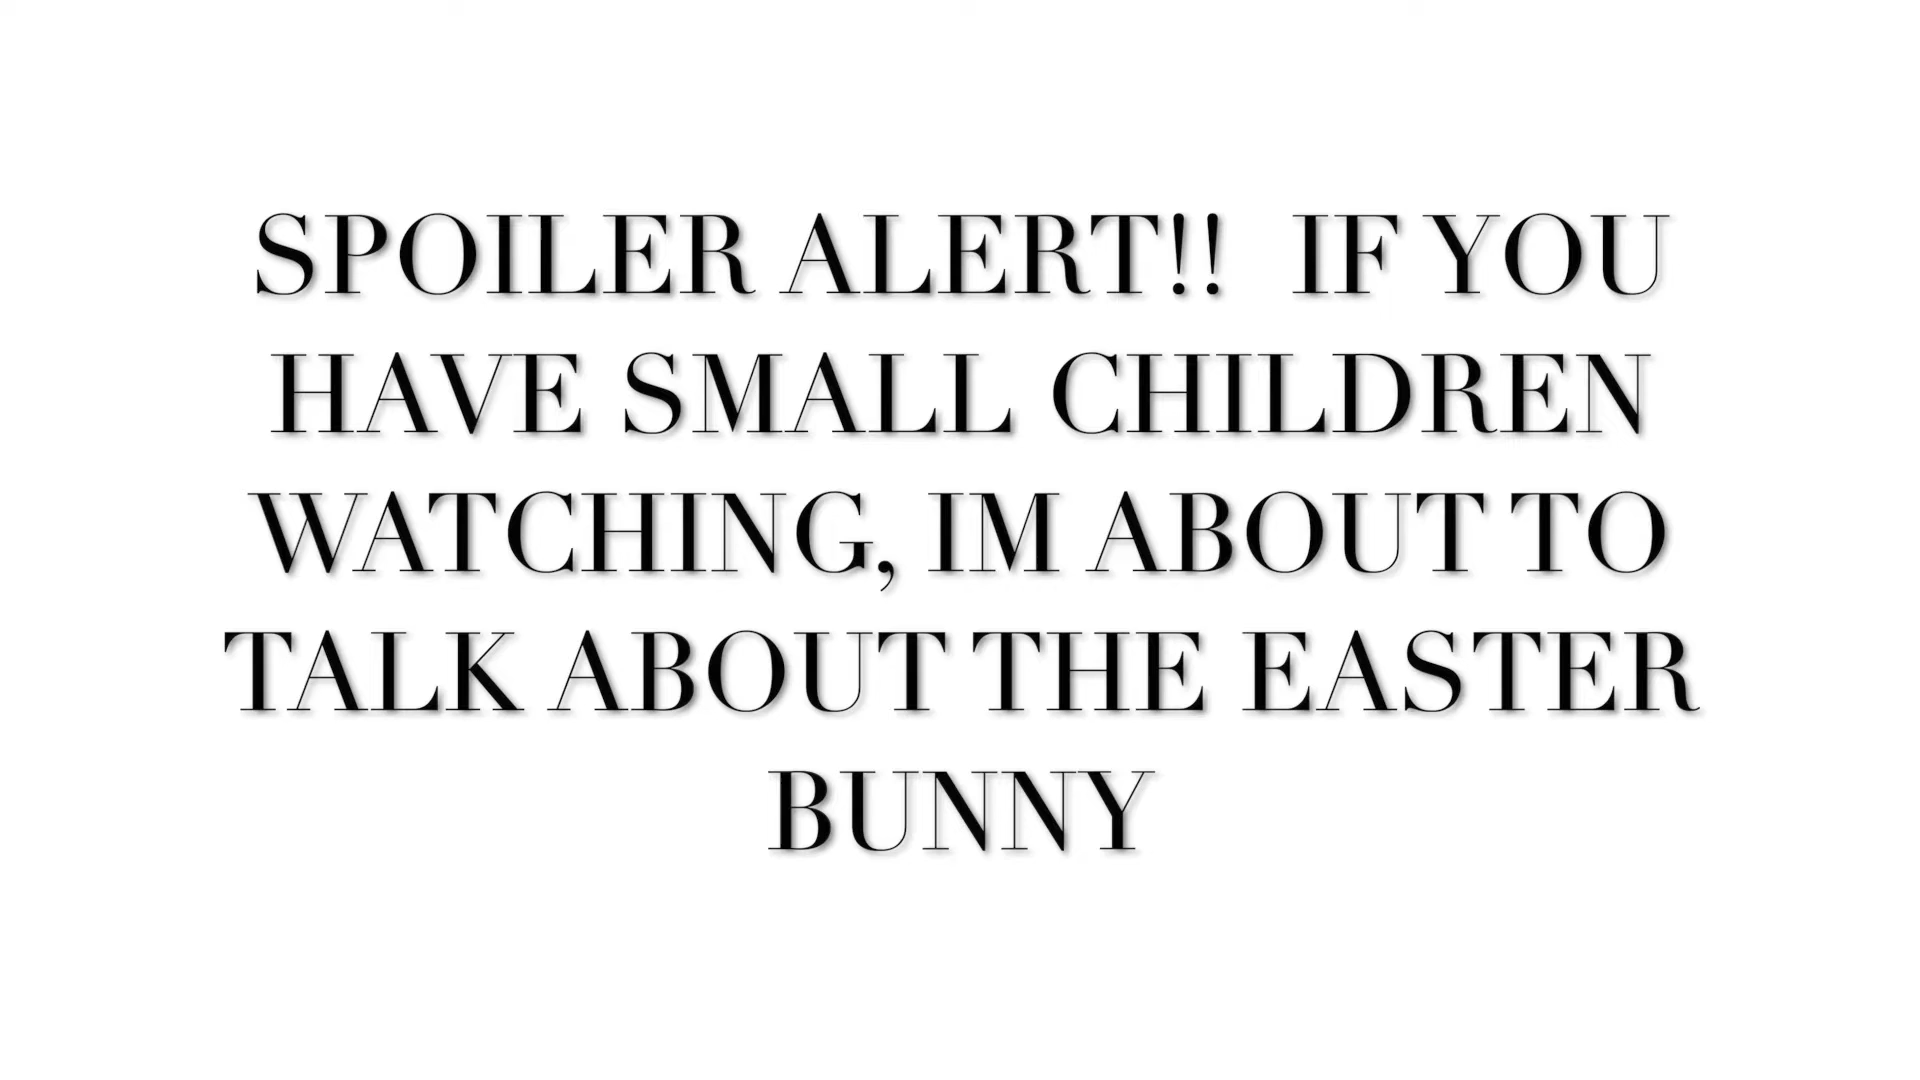 SPOILER ALERT!!  IF YOU
HAVE SMALL CHILDREN
WATCHING, IM ABOUT TO
TALK ABOUT THE EASTER
BUNNY